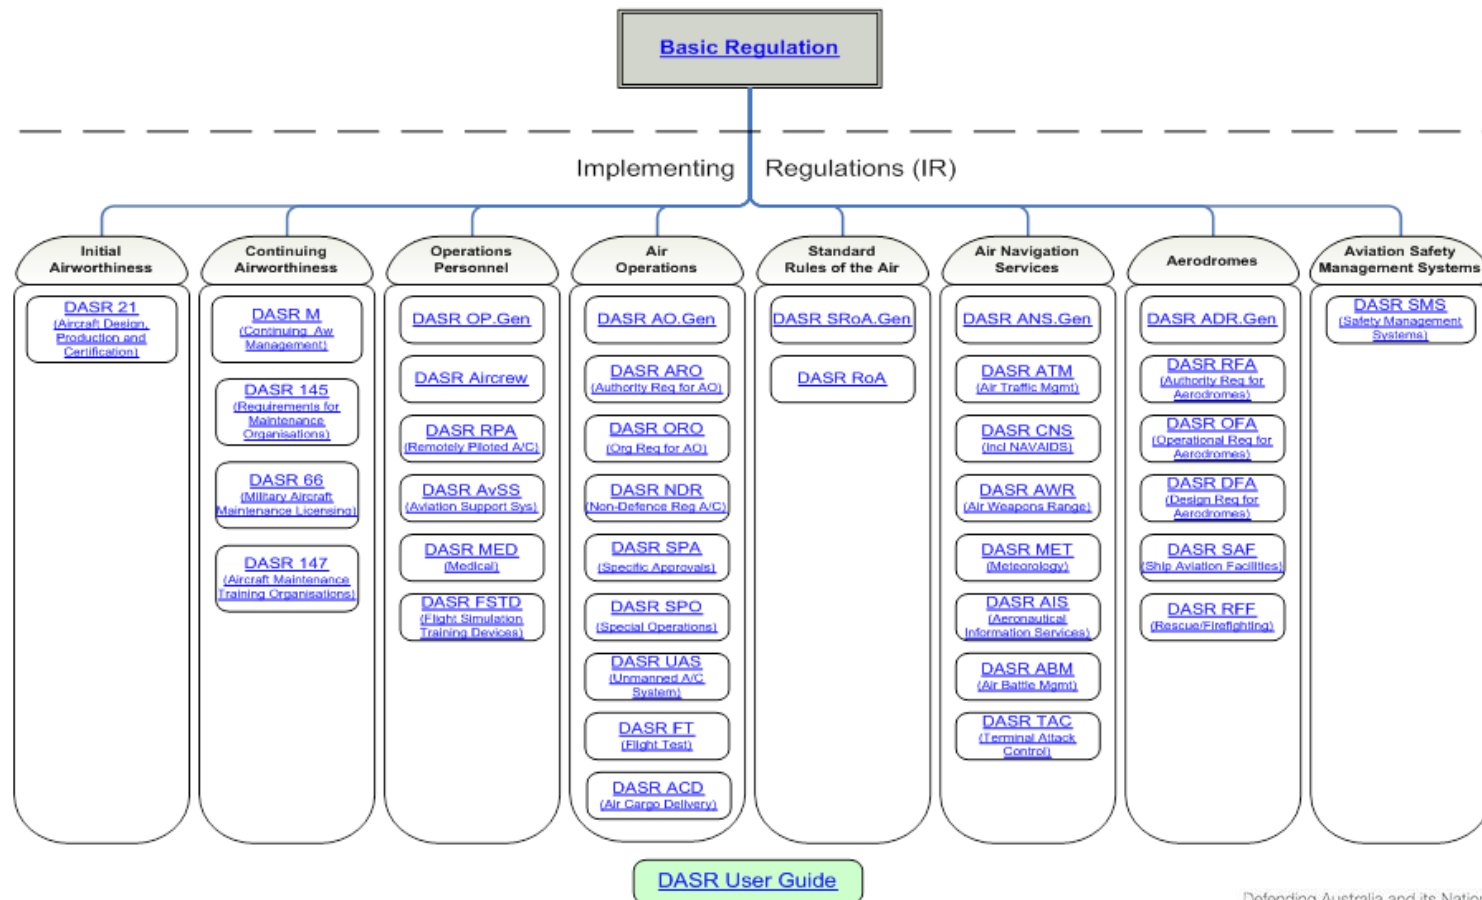 Basic Regulation
Implementing Regulations (IR)
Initial
Airworthiness
DASR 21
(Aircraft Design,
Production and
Certification)
Continuing
Airworthiness
DASR M
(Continuing Aw
Management)
DASR 145
(Requirements for
Maintenance
Organisations)
DASR 66
(Military Aircraft
Maintenance Licensing)
DASR 147
(Aircraft Maintenance
Training Organisations)
Operations
Personnel
DASR OP.Gen
DASR Aircrew
DASR RPA
(Remotely Piloted A/C)
DASR AvSS
(Aviation Support Sys)
DASR MED
(Medical)
DASR FSTD
(Flight Simulation
Training Devices)
Air
Operations
DASR AO.Gen
DASR ARO
(Authority Req for AO)
DASR ORO
(Org Req for AO)
DASR NDR
(Non-Defence Reg A/C)
DASR SPA
(Specific Approvals)
DASR SPO
(Special Operations)
DASR UAS
(Unmanned A/C
System)
DASR FT
(Flight Test)
DASR ACD
(Air Cargo Delivery)
Standard
Rules of the Air
DASR SRoA.Gen
DASR RoA
Air Navigation
Services
DASR ANS.Gen
DASR ATM
(Air Traffic Mgmt)
DASR CNS
(incl NAVAIDS)
DASR AWR
(Air Weapons Range)
DASR MET
(Meteorology)
DASR AIS
(Aeronautical
Information Services)
DASR ABM
(Air Battle Mgmt)
DASR TAC
(Terminal Attack
Control)
Aerodromes
DASR ADR.Gen
DASR RFA
(Authority Req for
Aerodromes)
DASR OFA
(Operational Req for
Aerodromes)
DASR DFA
(Design Req for
Aerodromes)
DASR SAF
(Ship Aviation Facilities)
DASR RFF
(Rescue/Firefighting)
Aviation Safety
Management Systems
DASR SMS
(Safety Management
Systems)
DASR User Guide
Defending Australia and its Nation